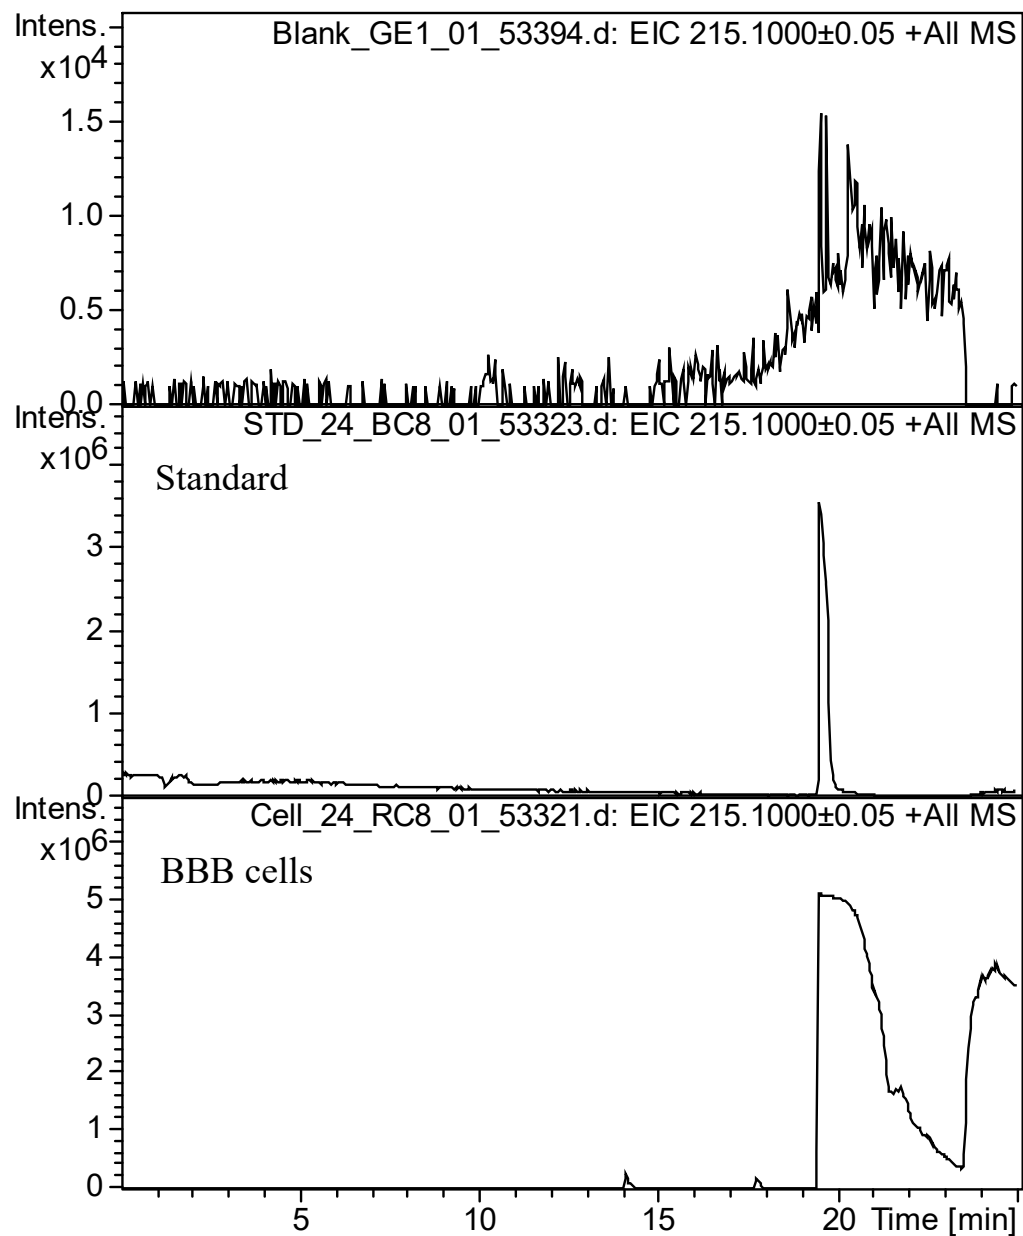 Intens.
x10^4
Blank_GE1_01_53394.d: EIC 215.1000±0.05 +All MS
1.5
1.0
0.5
0.0
Intens.
x10^6
STD_24_BC8_01_53323.d: EIC 215.1000±0.05 +All MS
Standard
3
2
1
0
Intens.
x10^6
Cell_24_RC8_01_53321.d: EIC 215.1000±0.05 +All MS
BBB cells
5
4
3
2
1
0
5 10 15 20 Time [min]